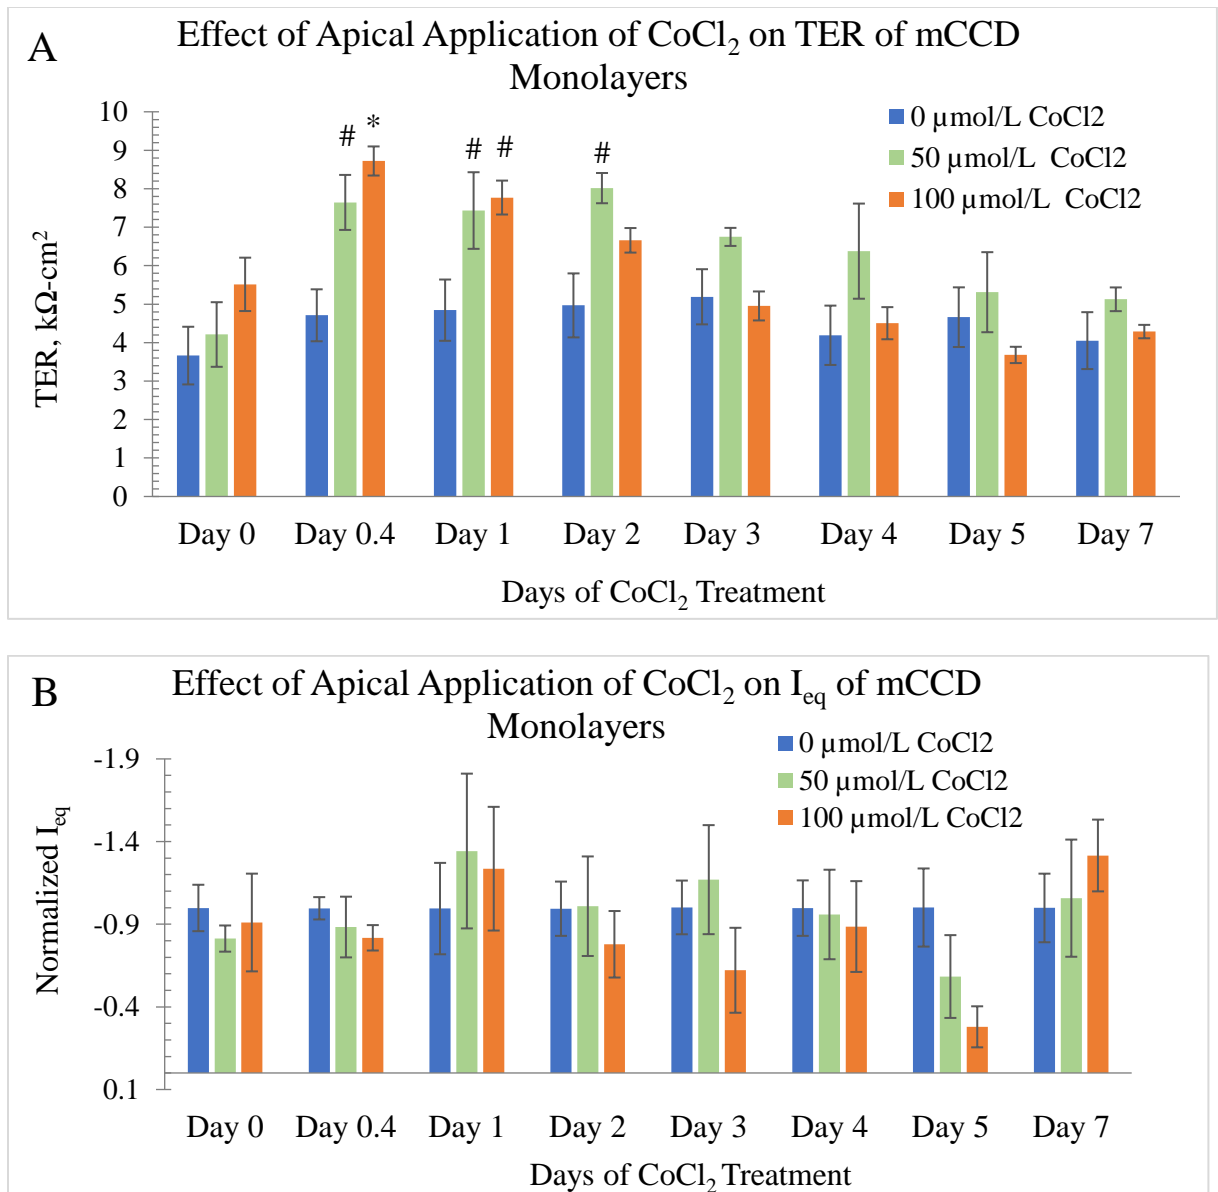 A
Effect of Apical Application of CoCl₂ on TER of mCCD
Monolayers
10
9
8
7
6
5
4
3
2
1
0
TER, kΩ-cm²
0 µmol/L CoCl2
50 µmol/L CoCl2
100 µmol/L CoCl2
# *
# #
#
Day 0 Day 0.4 Day 1 Day 2 Day 3 Day 4 Day 5 Day 7
Days of CoCl₂ Treatment
B
Effect of Apical Application of CoCl₂ on I_eq of mCCD
Monolayers
0 µmol/L CoCl2
50 µmol/L CoCl2
100 µmol/L CoCl2
-1.9
-1.4
-0.9
-0.4
0.1
Normalized I_eq
Day 0 Day 0.4 Day 1 Day 2 Day 3 Day 4 Day 5 Day 7
Days of CoCl₂ Treatment